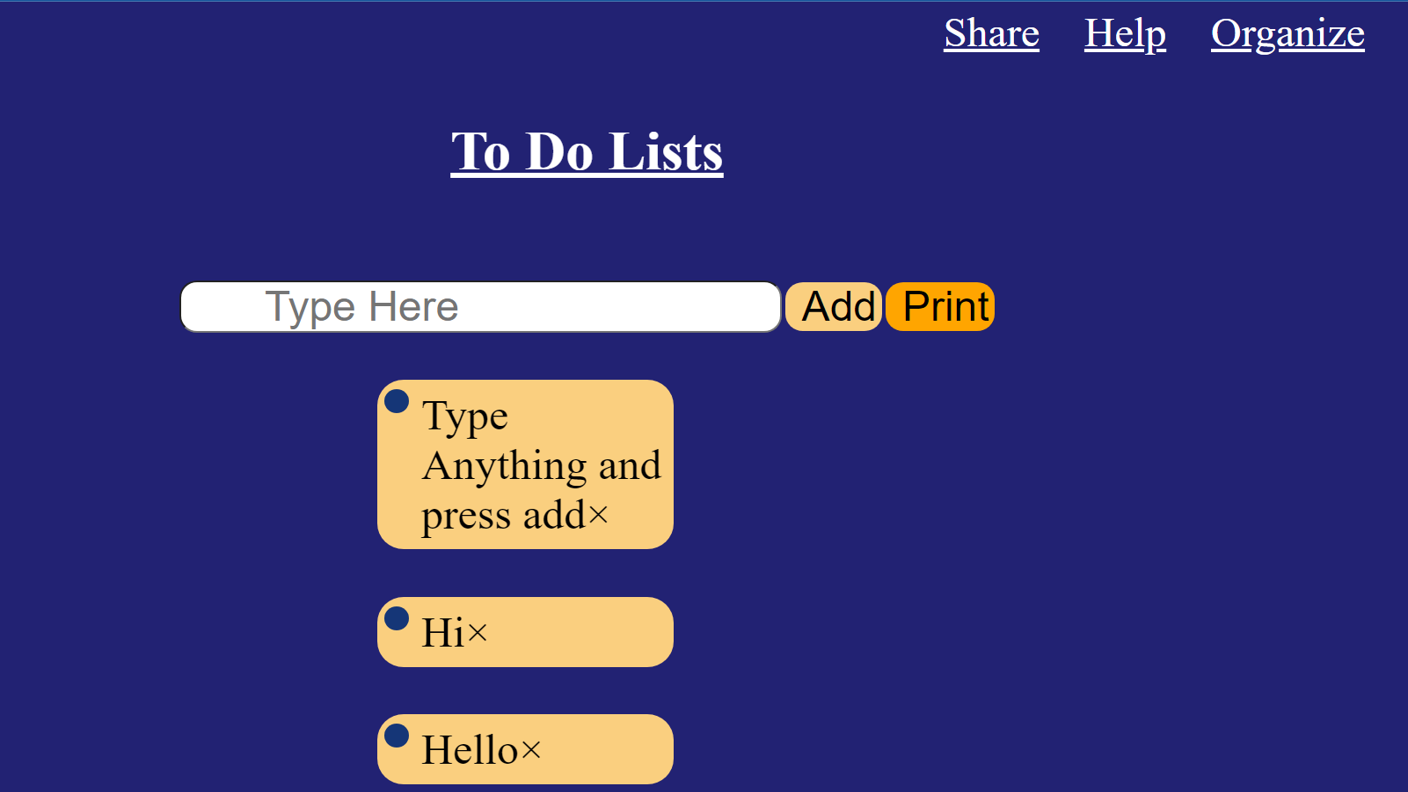 Share Help Organize
To Do Lists
Type Here Add Print
Type
Anything and
press add×
Hi×
Hello×